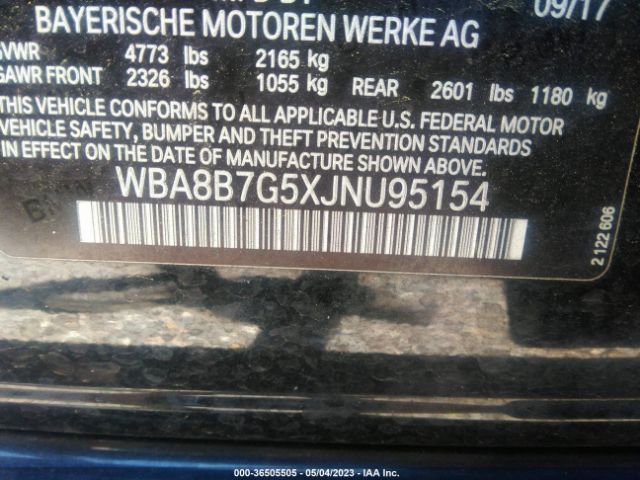 09/17
BAYERISCHE MOTOREN WERKE AG
GVWR 4773 lbs 2165 kg
GAWR FRONT 2326 lbs 1055 kg REAR 2601 lbs 1180 kg
THIS VEHICLE CONFORMS TO ALL APPLICABLE U.S. FEDERAL MOTOR
VEHICLE SAFETY, BUMPER AND THEFT PREVENTION STANDARDS
IN EFFECT ON THE DATE OF MANUFACTURE SHOWN ABOVE.
WBA8B7G5XJNU95154
2 122 606
000-36505505 - 05/04/2023 - IAA Inc.